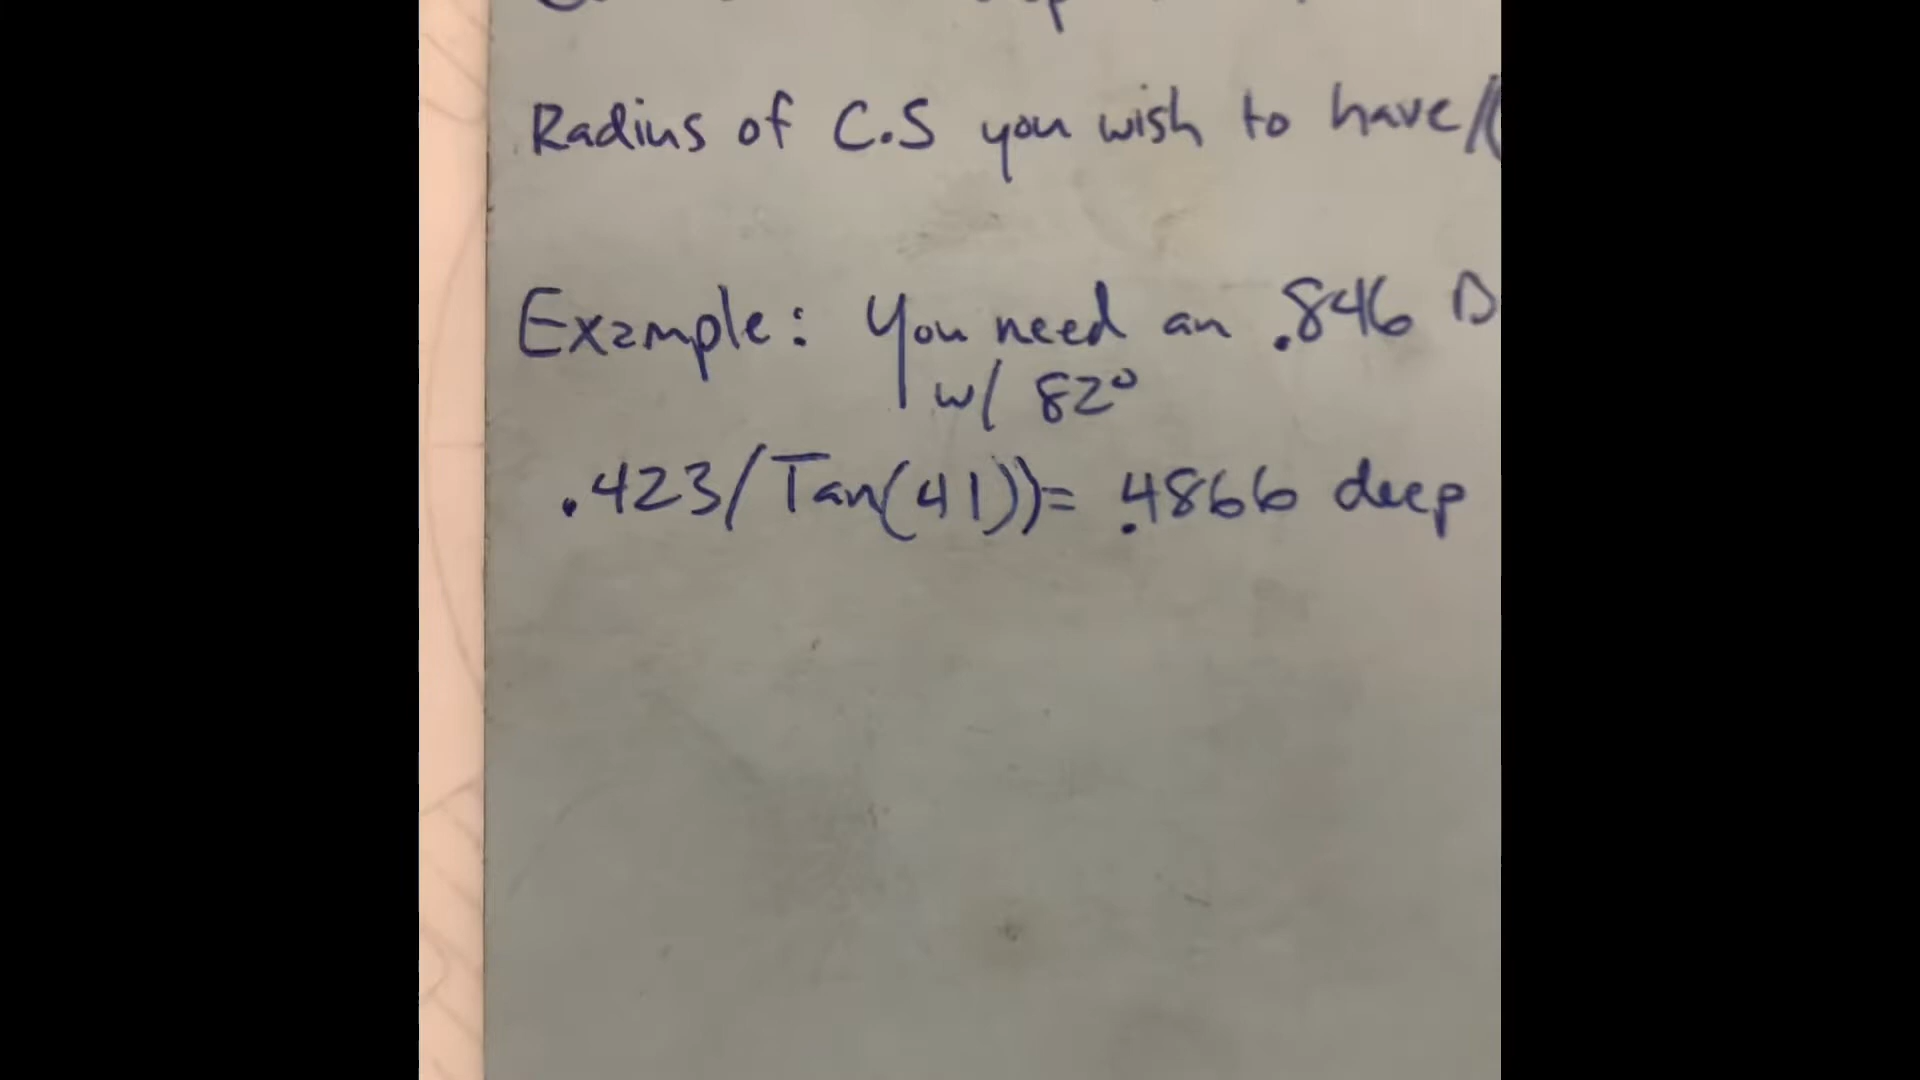 Radius of C.S you wish to have/(
Example: You need an .846 D
w/ 82°
.423/Tan(41))= .4866 deep